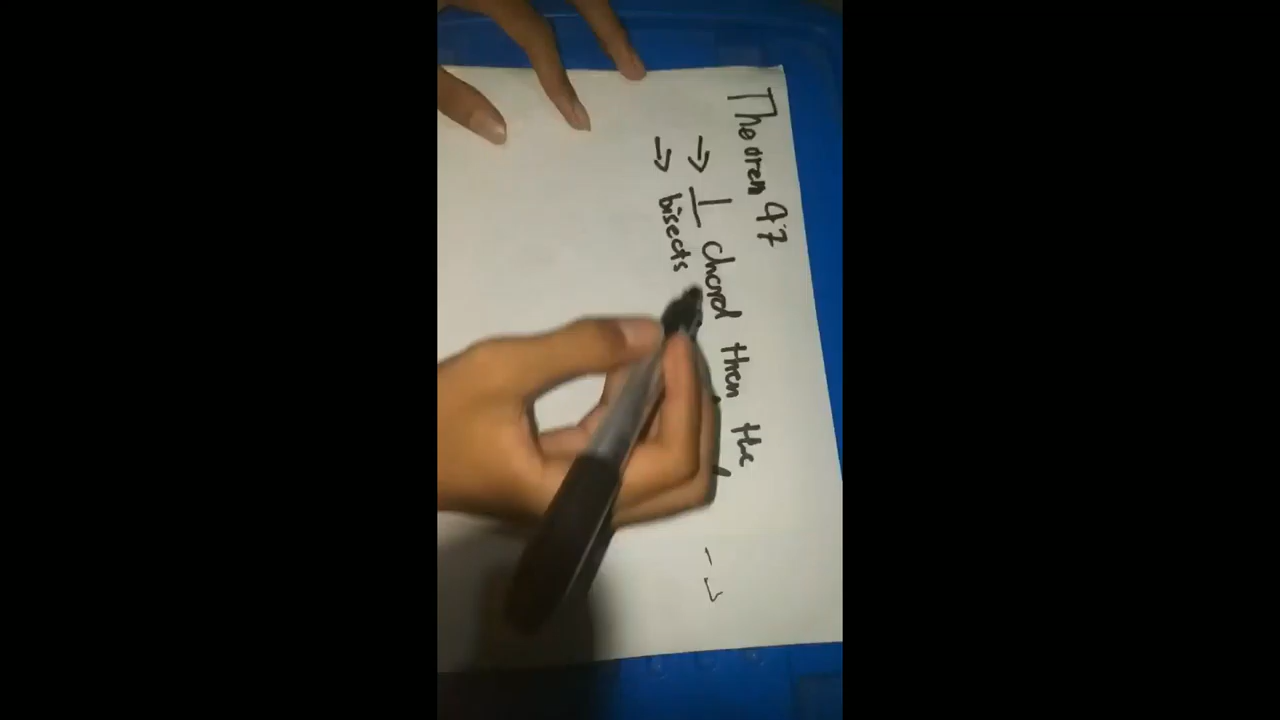 Theorem 47
→ ⊥ chord then the
→ bisects